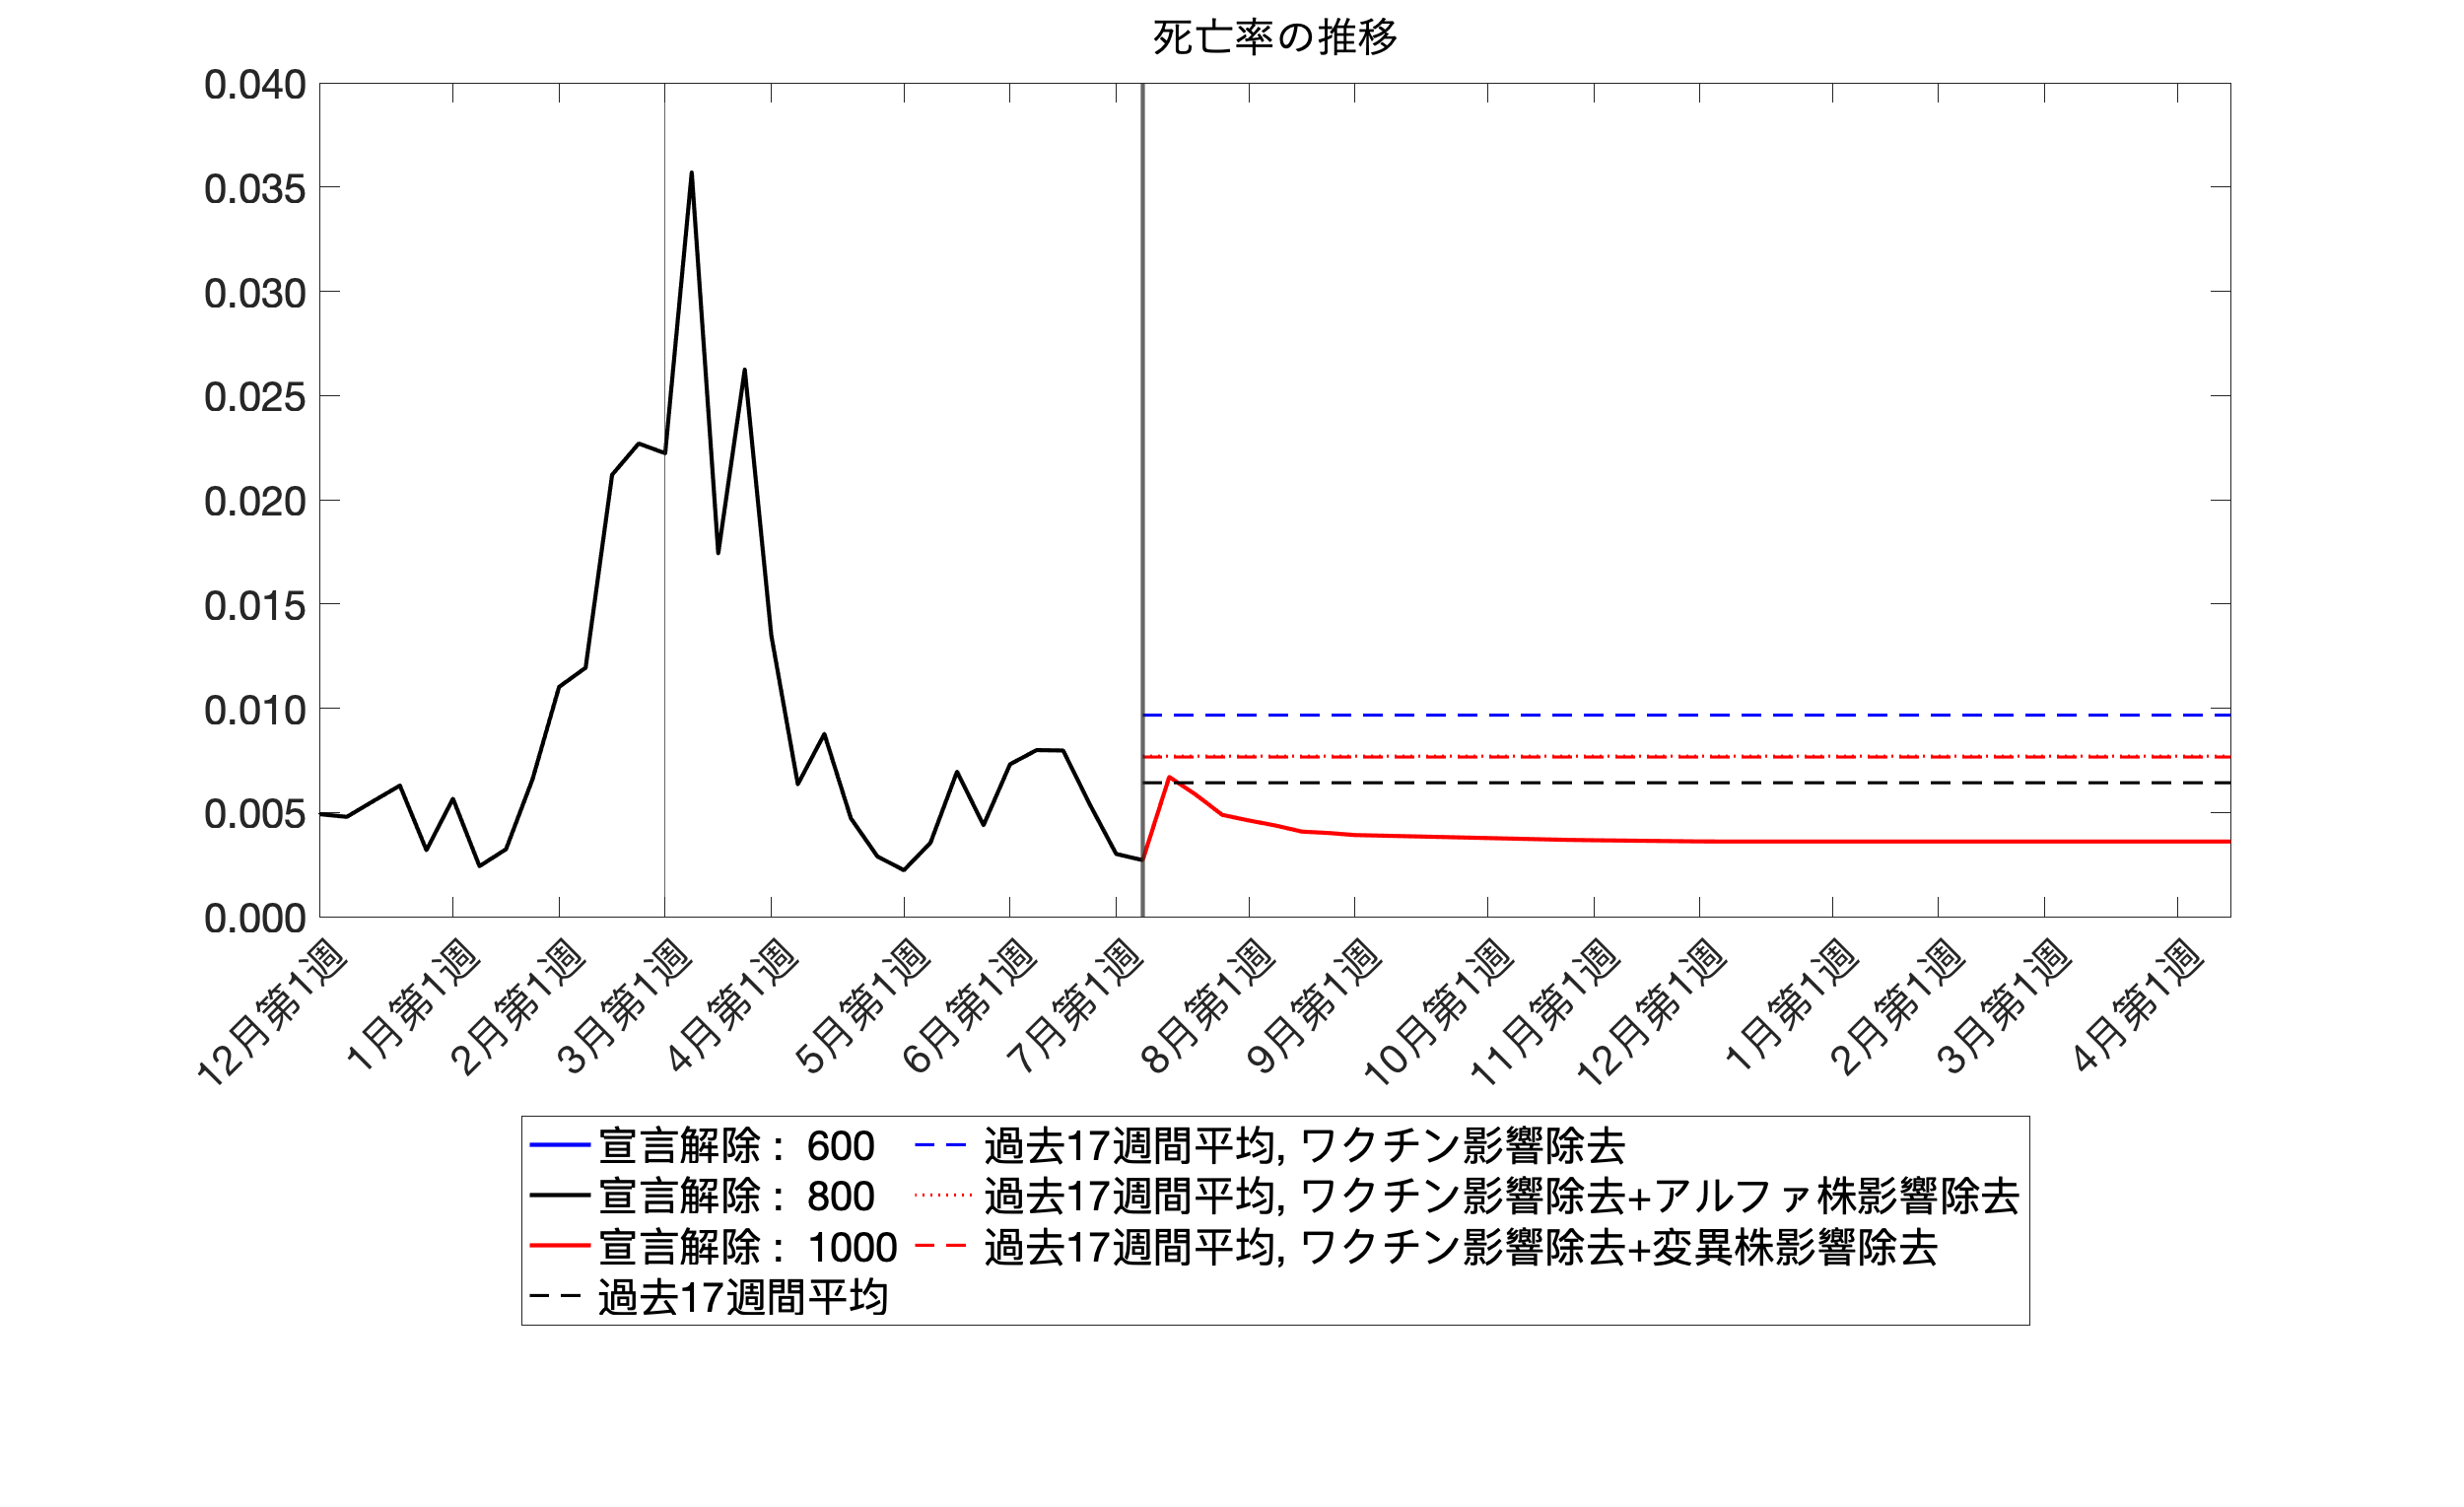 死亡率の推移
0.040
0.035
0.030
0.025
0.020
0.015
0.010
0.005
0.000
12月第1週
1月第1週
2月第1週
3月第1週
4月第1週
5月第1週
6月第1週
7月第1週
8月第1週
9月第1週
10月第1週
11月第1週
12月第1週
1月第1週
2月第1週
3月第1週
4月第1週
宣言解除：600
宣言解除：800
宣言解除：1000
過去17週間平均
過去17週間平均, ワクチン影響除去
過去17週間平均, ワクチン影響除去+アルファ株影響除去
過去17週間平均, ワクチン影響除去+変異株影響除去